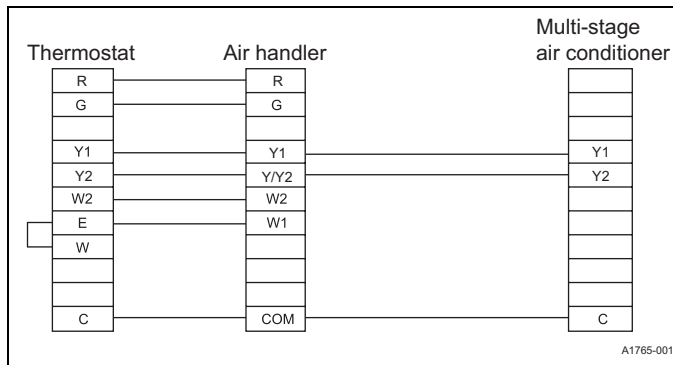 Multi-stage
Thermostat Air handler air conditioner
R R
G G
Y1 Y1 Y1
Y2 Y/Y2 Y2
W2 W2
E W1
W
C COM C
A1765-001